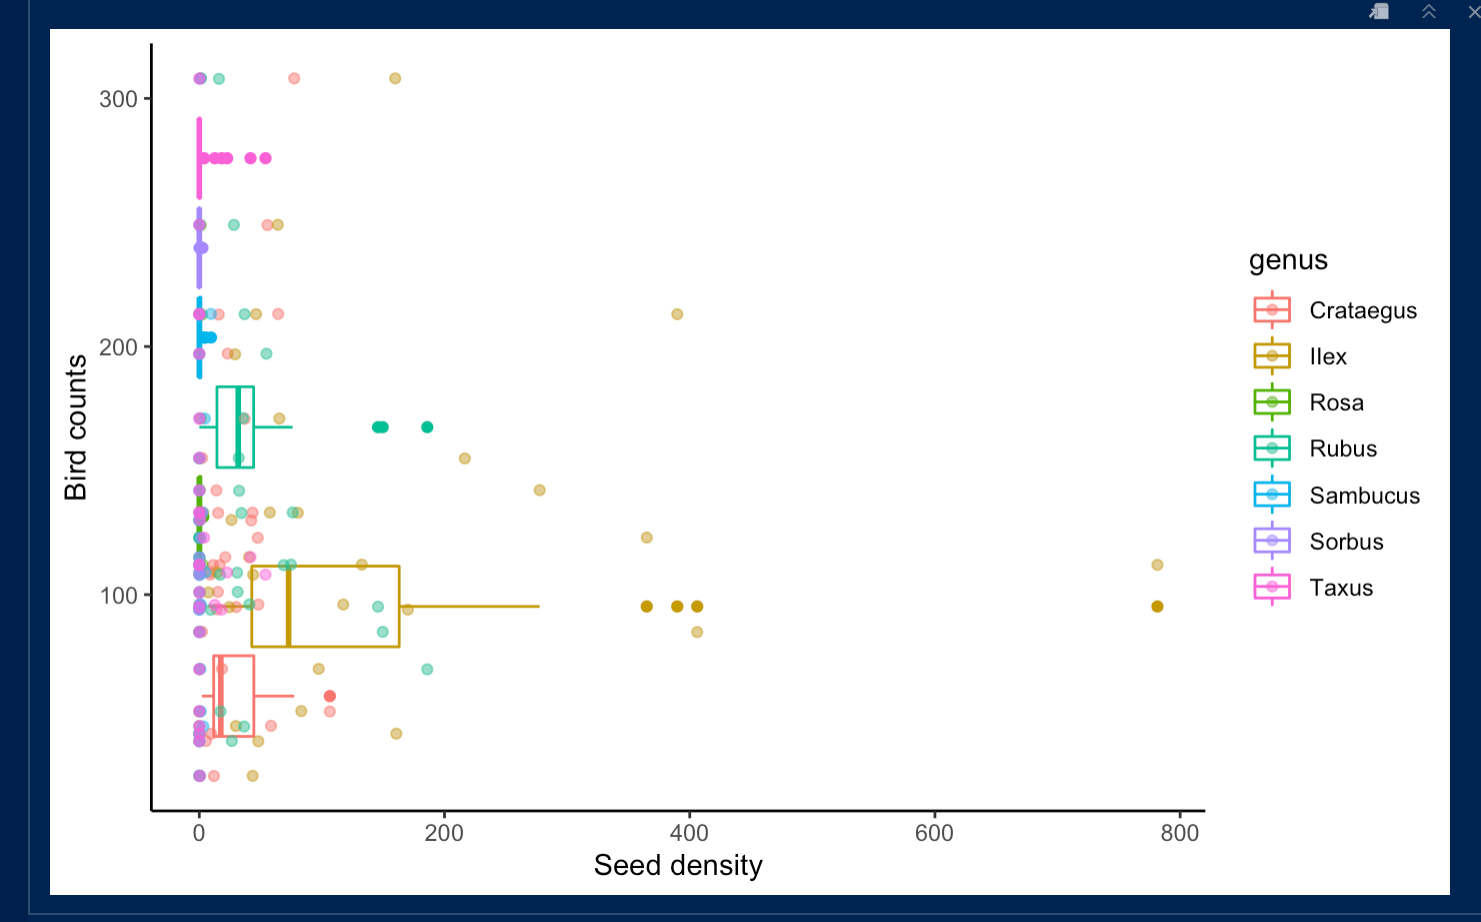 300
200
100
Bird counts
0
200
400
600
800
Seed density
genus
Crataegus
Ilex
Rosa
Rubus
Sambucus
Sorbus
Taxus